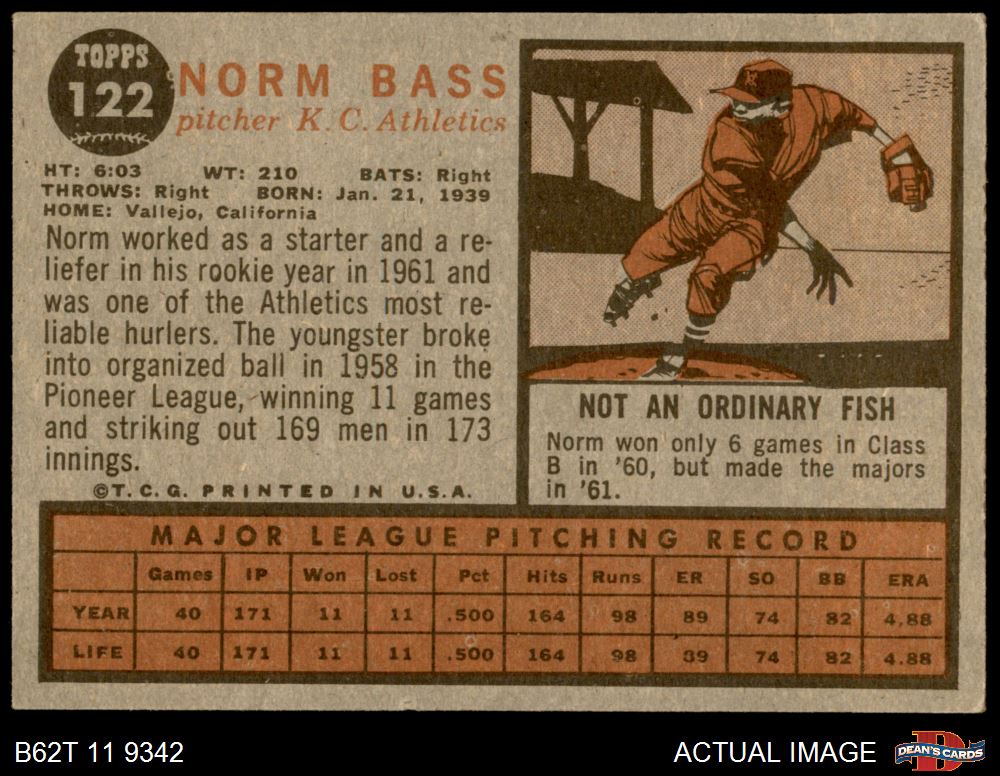 TOPPS
122
NORM BASS
pitcher K.C. Athletics
HT: 6:03 WT: 210 BATS: Right
THROWS: Right BORN: Jan. 21, 1939
HOME: Vallejo, California
Norm worked as a starter and a re-
liefer in his rookie year in 1961 and
was one of the Athletics most re-
liable hurlers. The youngster broke
into organized ball in 1958 in the
Pioneer League, winning 11 games
and striking out 169 men in 173
innings.
©T.C.G. PRINTED IN U.S.A.
NOT AN ORDINARY FISH
Norm won only 6 games in Class
B in '60, but made the majors
in '61.
MAJOR LEAGUE PITCHING RECORD
Games IP Won Lost Pct Hits Runs ER SO BB ERA
YEAR 40 171 11 11 .500 164 98 89 74 82 4.88
LIFE 40 171 11 11 .500 164 98 89 74 82 4.88
B62T 11 9342
ACTUAL IMAGE
DEAN'S CARDS